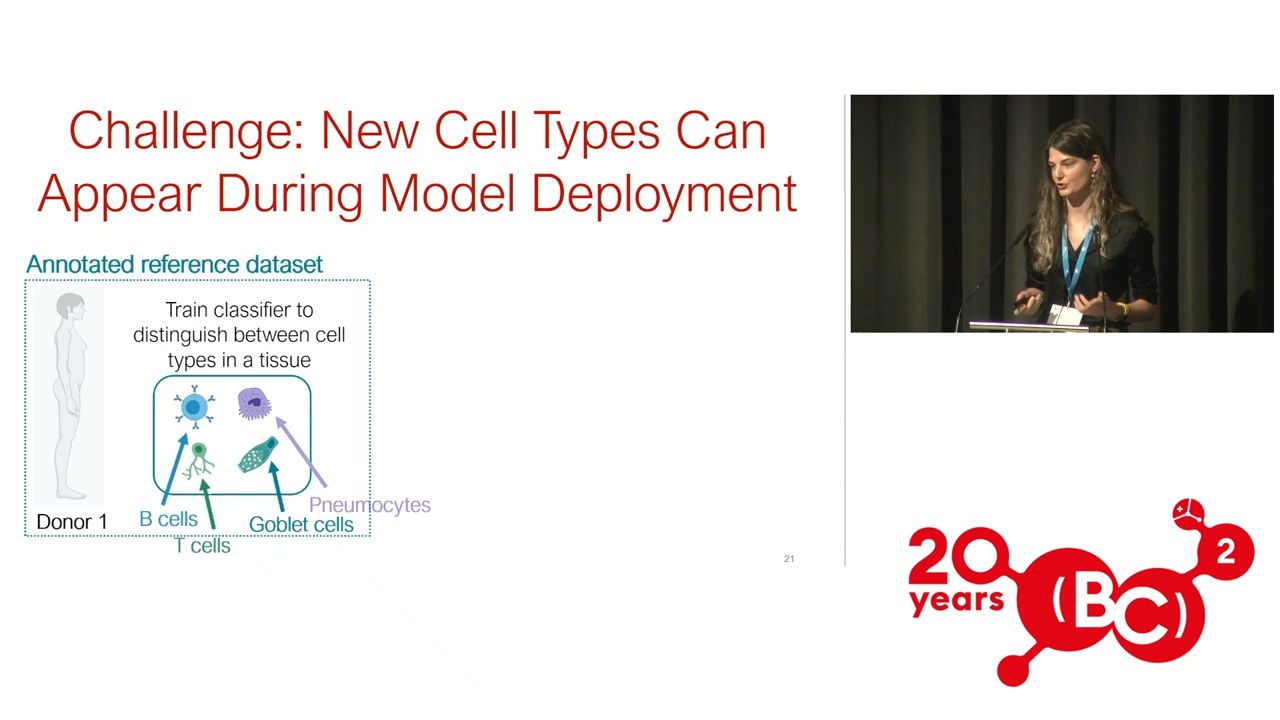 Challenge: New Cell Types Can
Appear During Model Deployment
Annotated reference dataset
Train classifier to
distinguish between cell
types in a tissue
Pneumocytes
Donor 1
B cells
Goblet cells
T cells
21
20
years
(BC)
2